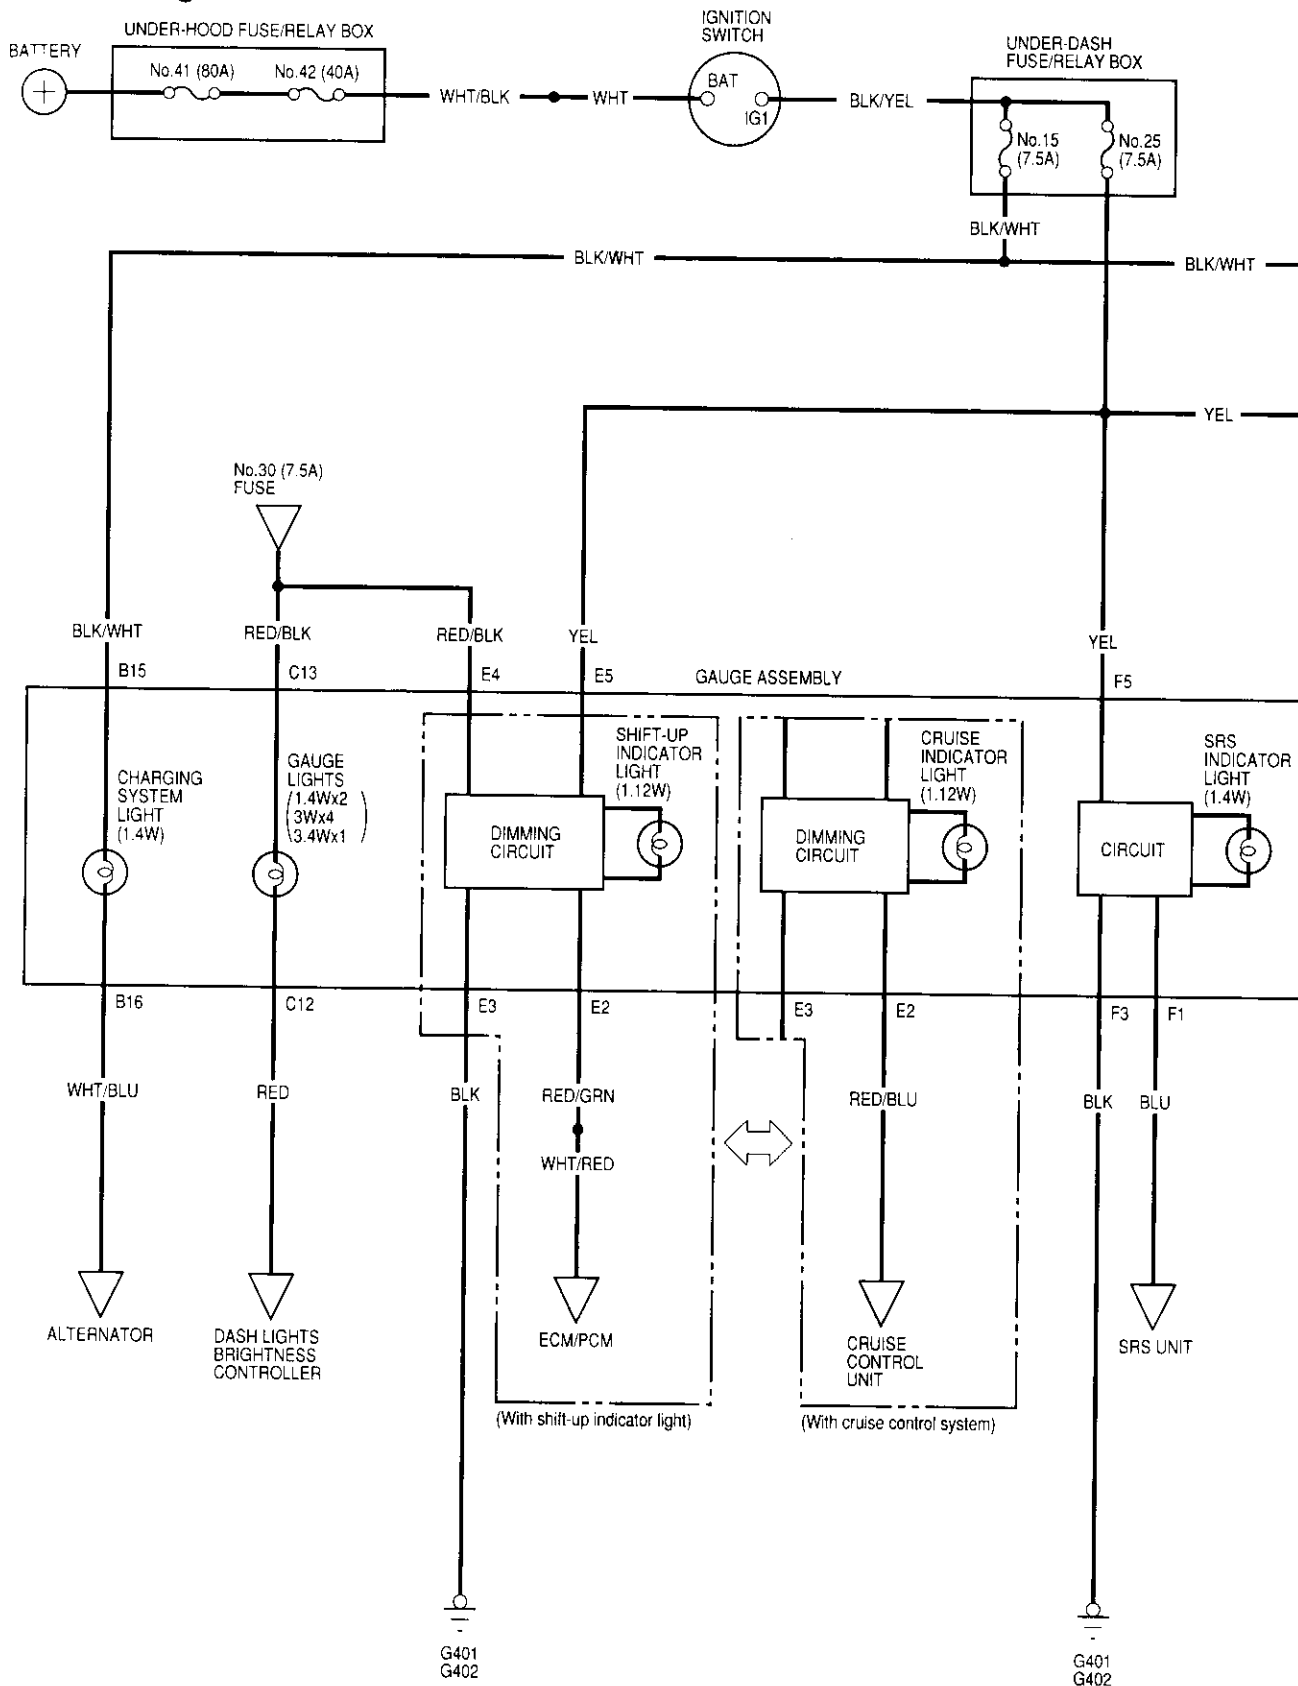 IGNITION
SWITCH
UNDER-HOOD FUSE/RELAY BOX
BATTERY
UNDER-DASH
FUSE/RELAY BOX
No.41 (80A)
No.42 (40A)
WHT/BLK
WHT
BAT
IG1
BLK/YEL
No.15
(7.5A)
No.25
(7.5A)
BLK/WHT
BLK/WHT
BLK/WHT
YEL
No.30 (7.5A)
FUSE
BLK/WHT
RED/BLK
RED/BLK
YEL
YEL
B15
C13
E4
E5
GAUGE ASSEMBLY
F5
CHARGING
SYSTEM
LIGHT
(1.4W)
GAUGE
LIGHTS
(1.4Wx2
3Wx4
3.4Wx1)
SHIFT-UP
INDICATOR
LIGHT
(1.12W)
CRUISE
INDICATOR
LIGHT
(1.12W)
SRS
INDICATOR
LIGHT
(1.4W)
DIMMING
CIRCUIT
DIMMING
CIRCUIT
CIRCUIT
B16
C12
E3
E2
E3
E2
F3
F1
WHT/BLU
RED
BLK
RED/GRN
RED/BLU
BLK
BLU
WHT/RED
ALTERNATOR
DASH LIGHTS
BRIGHTNESS
CONTROLLER
ECM/PCM
CRUISE
CONTROL
UNIT
SRS UNIT
(With shift-up indicator light)
(With cruise control system)
G401
G402
G401
G402